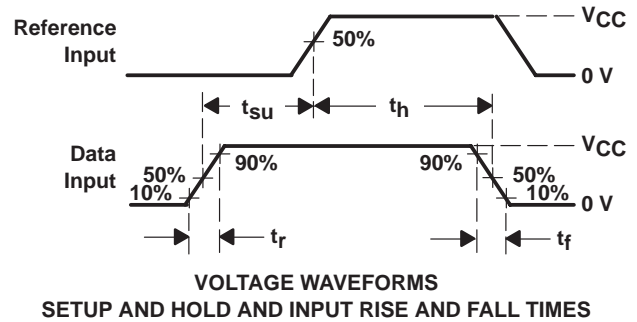 Reference
Input
50%
VCC
0 V
tsu
th
Data
Input
50%
10%
90%
90%
VCC
50%
10%
0 V
tr
tf
VOLTAGE WAVEFORMS
SETUP AND HOLD AND INPUT RISE AND FALL TIMES